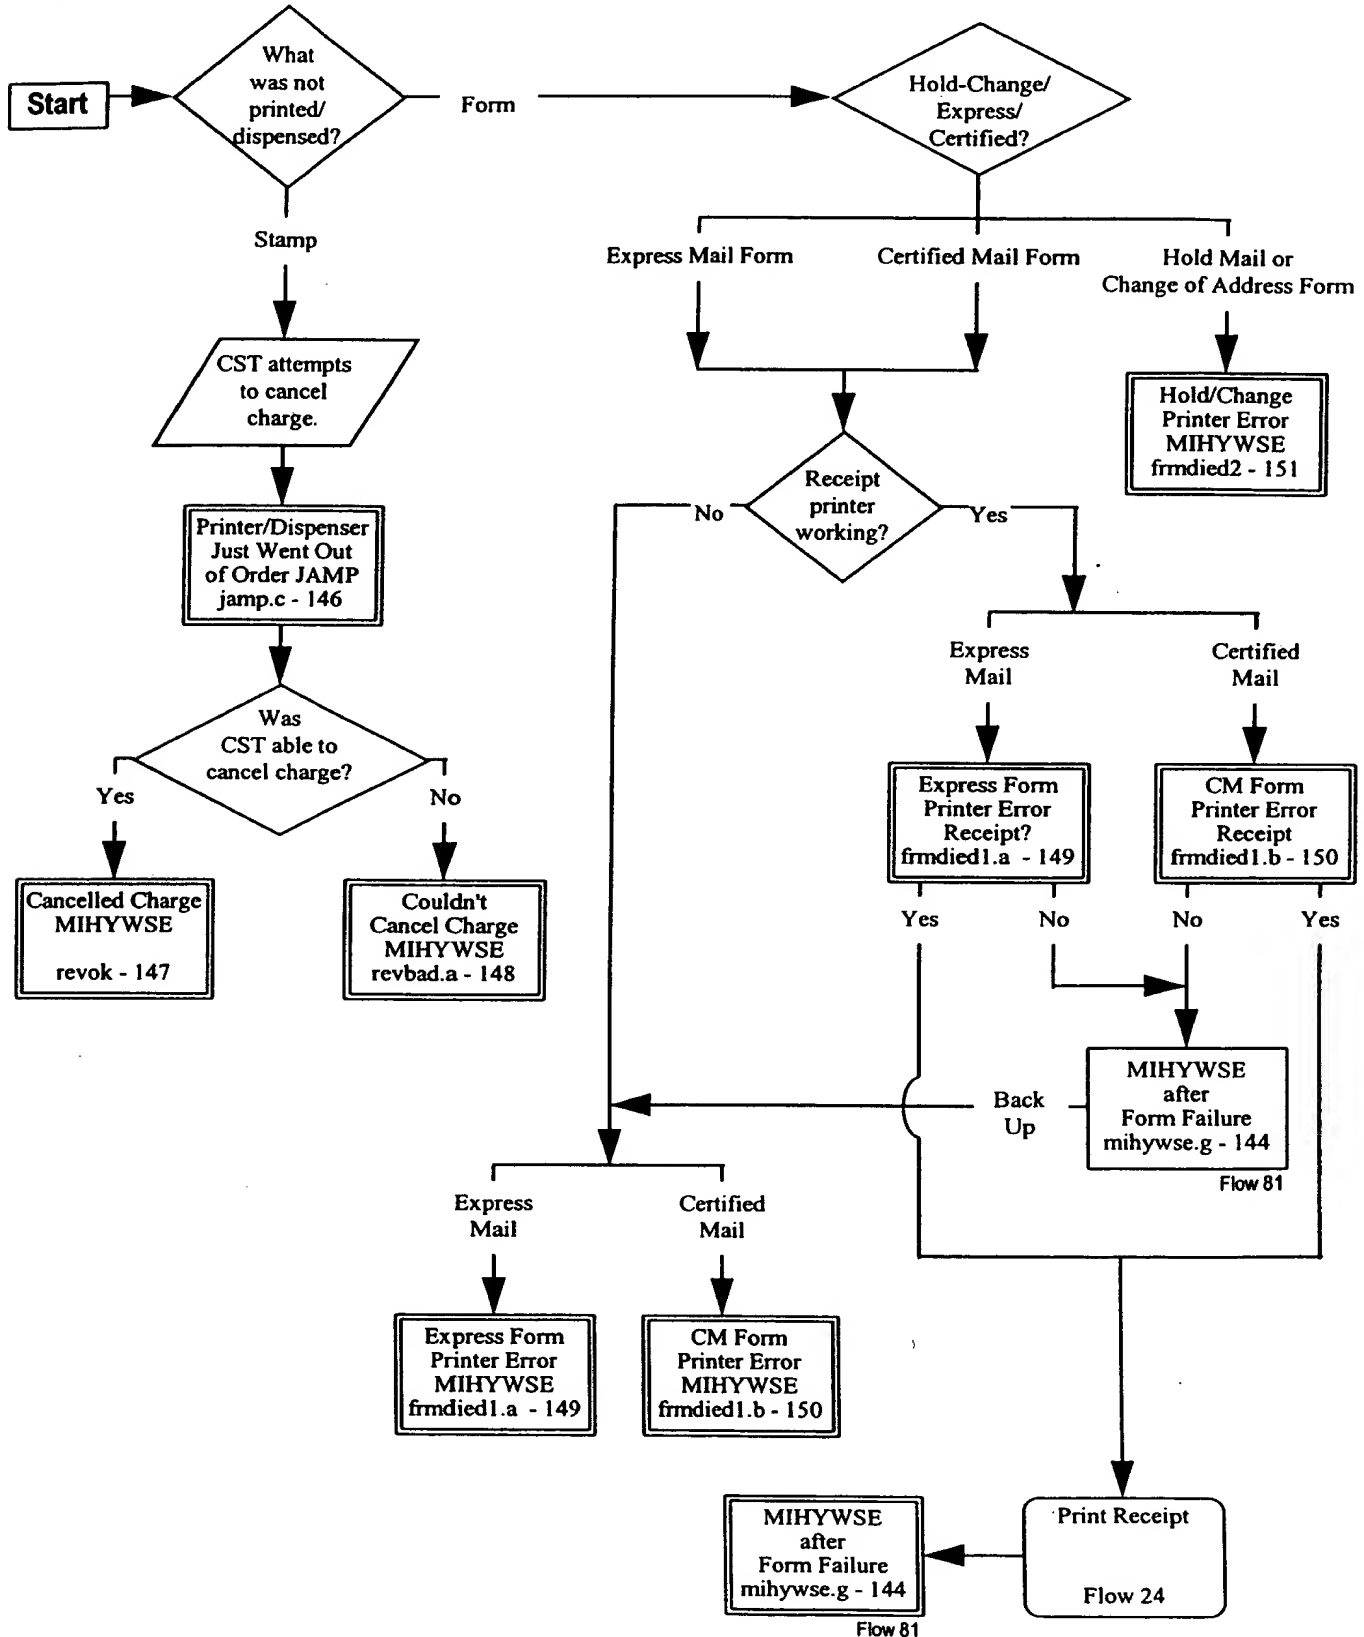 Start
What
was not
printed/
dispensed?
Form
Hold-Change/
Express/
Certified?
Stamp
Express Mail Form
Certified Mail Form
Hold Mail or
Change of Address Form
CST attempts
to cancel
charge.
Hold/Change
Printer Error
MIHYWSE
frmdied2 - 151
Receipt
printer
working?
No
Yes
Printer/Dispenser
Just Went Out
of Order JAMP
jamp.c - 146
Express
Mail
Certified
Mail
Was
CST able to
cancel charge?
Yes
No
Express Form
Printer Error
Receipt?
frmdied1.a - 149
CM Form
Printer Error
Receipt
frmdied1.b - 150
Cancelled Charge
MIHYWSE
revok - 147
Couldn't
Cancel Charge
MIHYWSE
revbad.a - 148
Yes
No
No
Yes
MIHYWSE
after
Form Failure
mihywse.g - 144
Flow 81
Back
Up
Express
Mail
Certified
Mail
Express Form
Printer Error
MIHYWSE
frmdied1.a - 149
CM Form
Printer Error
MIHYWSE
frmdied1.b - 150
MIHYWSE
after
Form Failure
mihywse.g - 144
Flow 81
Print Receipt
Flow 24